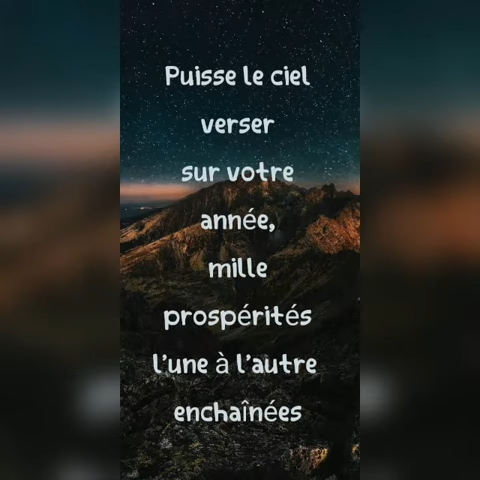 Puisse le ciel
verser
sur votre
année,
mille
prospérités
l'une à l'autre
enchaînées